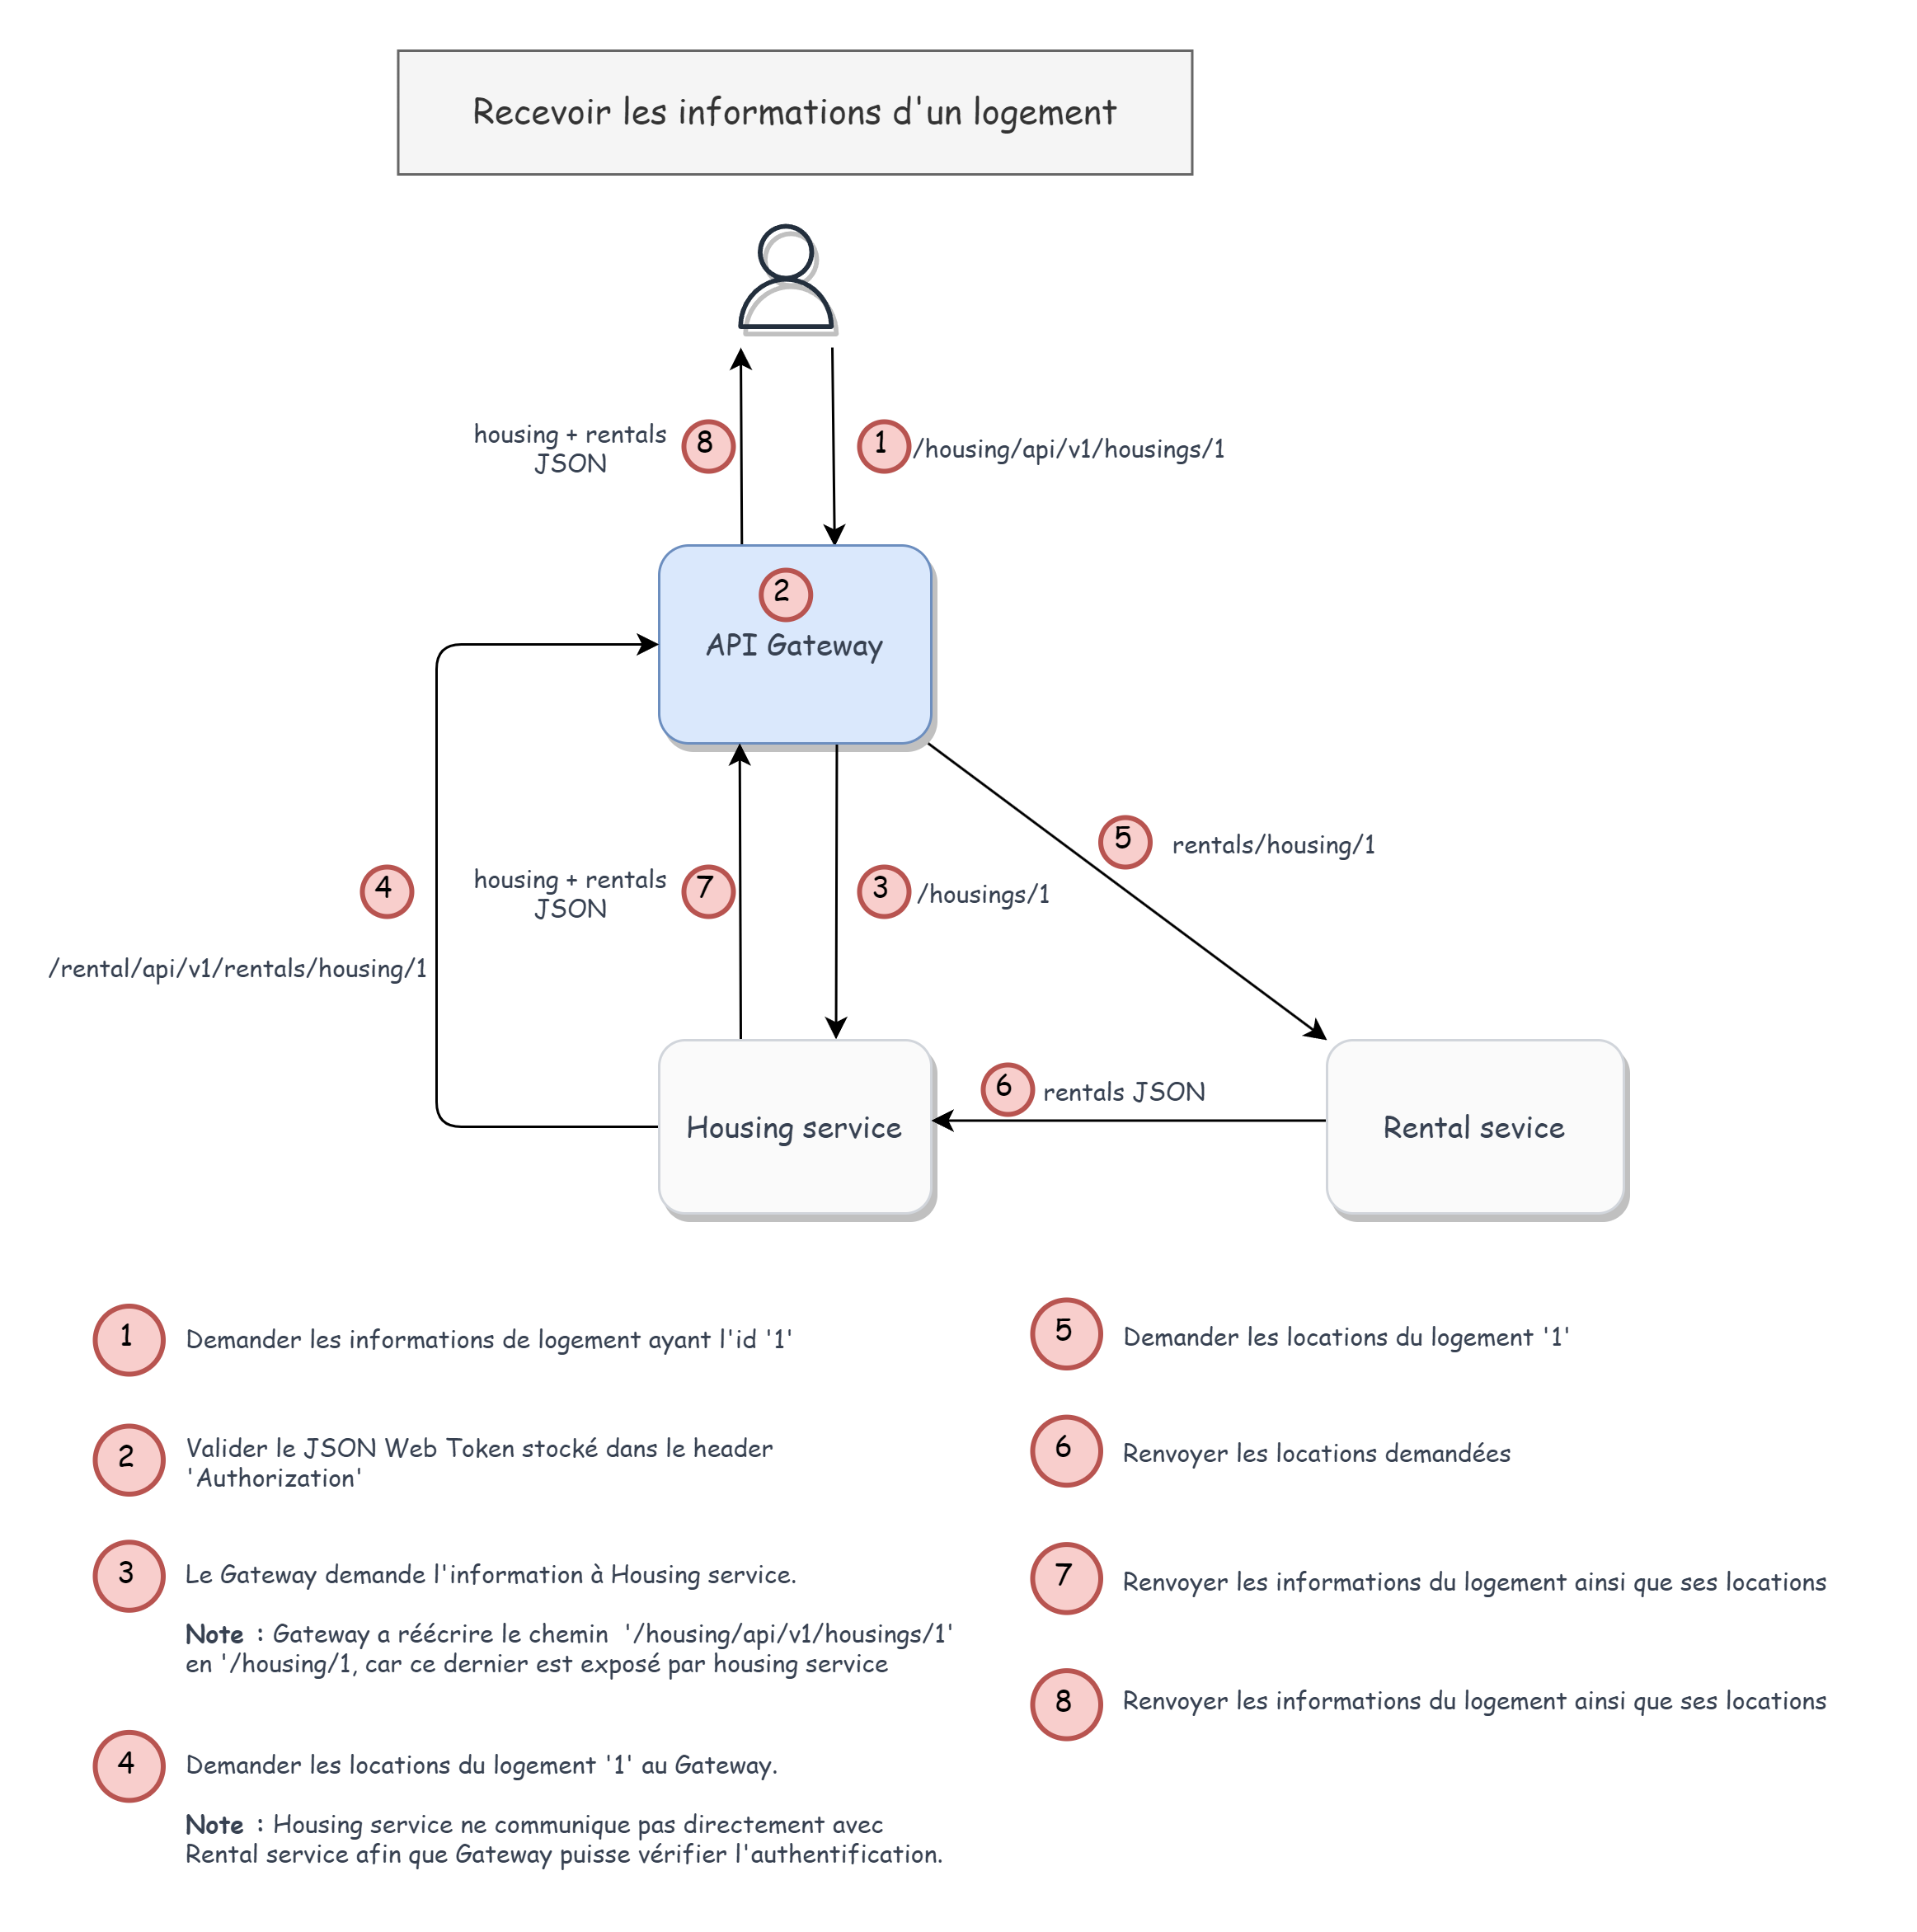 Recevoir les informations d'un logement
housing + rentals
JSON
8
1
/housing/api/v1/housings/1
2
API Gateway
4
/rental/api/v1/rentals/housing/1
housing + rentals
JSON
7
3
/housings/1
5
rentals/housing/1
6
rentals JSON
Housing service
Rental sevice
1
Demander les informations de logement ayant l'id '1'
2
Valider le JSON Web Token stocké dans le header
'Authorization'
3
Le Gateway demande l'information à Housing service.
Note : Gateway a réécrire le chemin '/housing/api/v1/housings/1'
en '/housing/1, car ce dernier est exposé par housing service
4
Demander les locations du logement '1' au Gateway.
Note : Housing service ne communique pas directement avec
Rental service afin que Gateway puisse vérifier l'authentification.
5
Demander les locations du logement '1'
6
Renvoyer les locations demandées
7
Renvoyer les informations du logement ainsi que ses locations
8
Renvoyer les informations du logement ainsi que ses locations